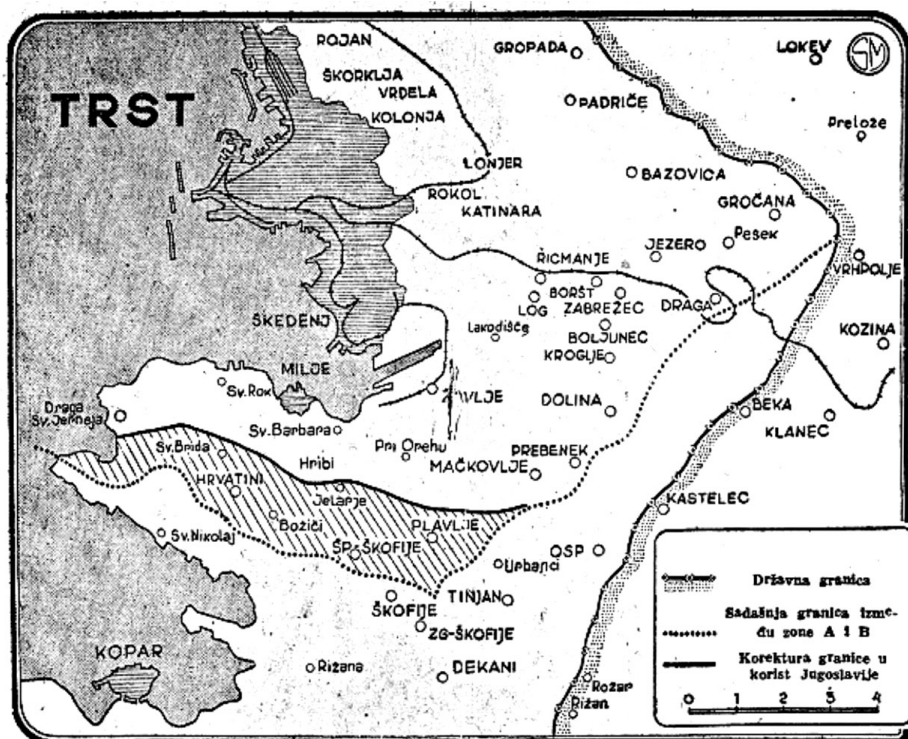 TRST
ROJAN
ŠKORKLJA
VRDELA
KOLONJA
LONJER
ROKOL
KATINARA
GROPADA
PADRIČE
BAZOVICA
LOKEV
Prelože
GROČANA
Pesek
JEZERO
VRHPOLJE
RICMANJE
BORŠT
LOG
ZABREŽEC
DRAGA
BOLJUNEC
Lakodišče
KROGLJE
KOZINA
ŠKEDENJ
MILJE
Sv.Rok
DOLINA
BEKA
KLANEC
Draga
Sv.Jerneja
Sv.Barbara
Sv.Brida
Hribi
Pri Orehu
PREBENEK
MAČKOVLJE
HRVATINI
Jelarje
KASTELEC
Božiči
PLAVLJE
Sv.Nikolaj
SP-ŠKOFIJE
Urbanci
SP
ŠKOFIJE
TINJAN
ZG-ŠKOFIJE
KOPAR
Rižana
DEKANI
Rožar
Rižan
Državna granica
Sadašnja granica izme-
đu zone A i B
Korektura granice u
korist Jugoslavije
0 1 2 3 4